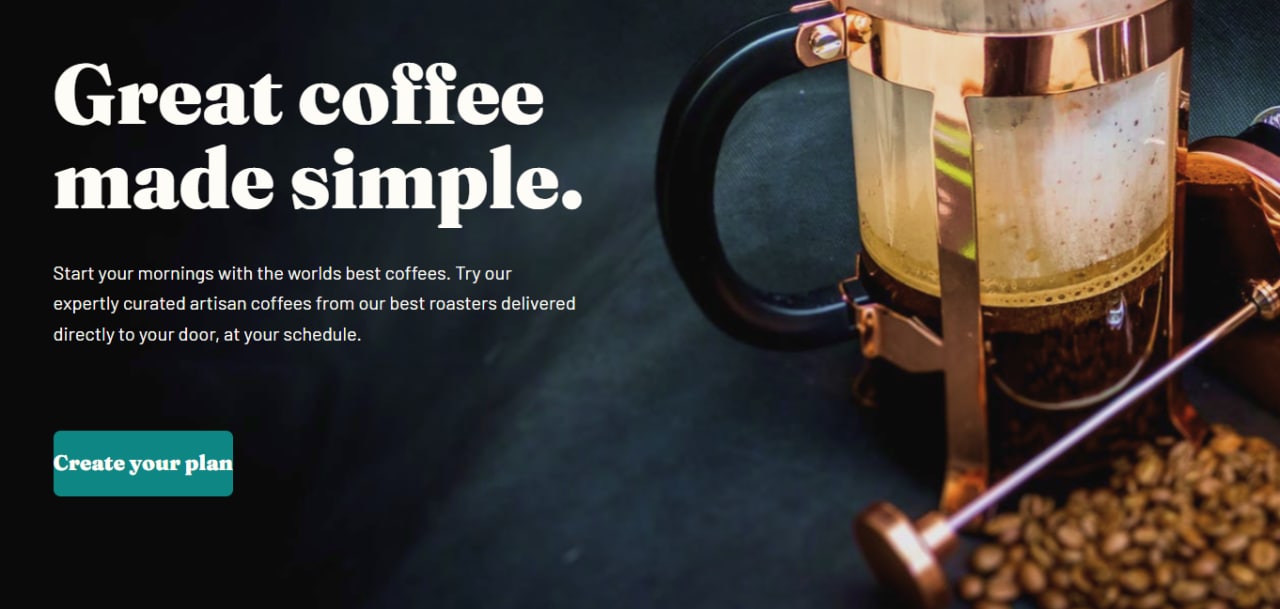 Great coffee
made simple.
Start your mornings with the worlds best coffees. Try our
expertly curated artisan coffees from our best roasters delivered
directly to your door, at your schedule.
Create your plan